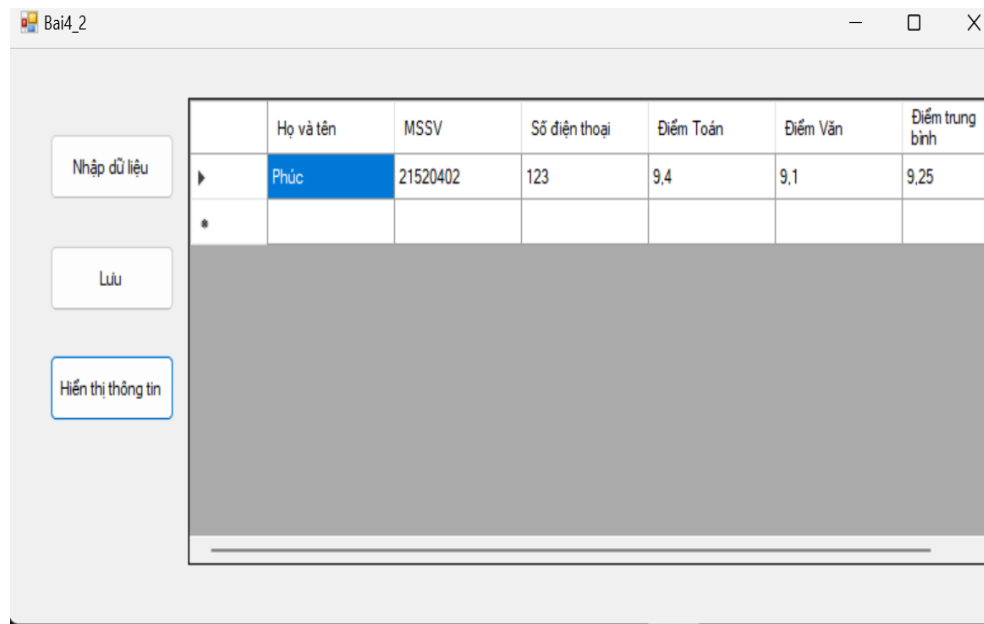 Bai4_2
Họ và tên MSSV Số điện thoại Điểm Toán Điểm Văn Điểm trung bình
Nhập dữ liệu
Phúc 21520402 123 9,4 9,1 9,25
Lưu
Hiển thị thông tin